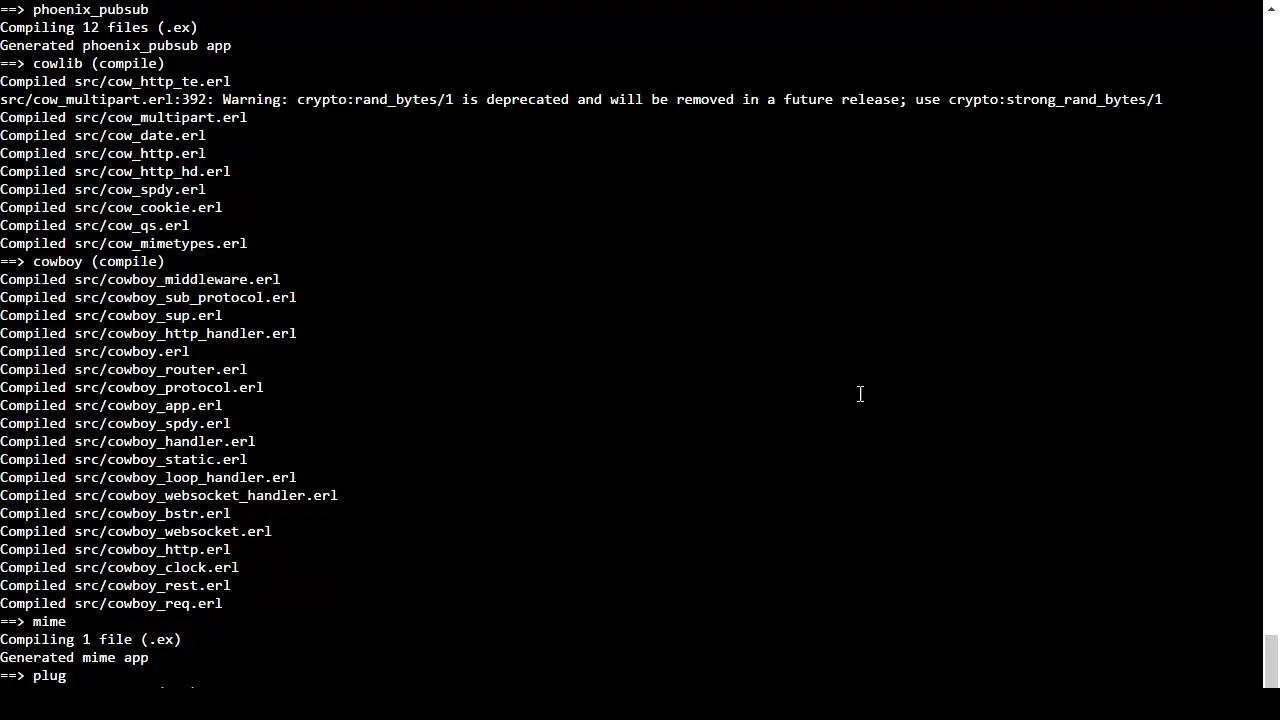 ==> phoenix_pubsub
Compiling 12 files (.ex)
Generated phoenix_pubsub app
==> cowlib (compile)
Compiled src/cow_http_te.erl
src/cow_multipart.erl:392: Warning: crypto:rand_bytes/1 is deprecated and will be removed in a future release; use crypto:strong_rand_bytes/1
Compiled src/cow_multipart.erl
Compiled src/cow_date.erl
Compiled src/cow_http.erl
Compiled src/cow_http_hd.erl
Compiled src/cow_spdy.erl
Compiled src/cow_cookie.erl
Compiled src/cow_qs.erl
Compiled src/cow_mimetypes.erl
==> cowboy (compile)
Compiled src/cowboy_middleware.erl
Compiled src/cowboy_sub_protocol.erl
Compiled src/cowboy_sup.erl
Compiled src/cowboy_http_handler.erl
Compiled src/cowboy.erl
Compiled src/cowboy_router.erl
Compiled src/cowboy_protocol.erl
Compiled src/cowboy_app.erl
Compiled src/cowboy_spdy.erl
Compiled src/cowboy_handler.erl
Compiled src/cowboy_static.erl
Compiled src/cowboy_loop_handler.erl
Compiled src/cowboy_websocket_handler.erl
Compiled src/cowboy_bstr.erl
Compiled src/cowboy_websocket.erl
Compiled src/cowboy_http.erl
Compiled src/cowboy_clock.erl
Compiled src/cowboy_rest.erl
Compiled src/cowboy_req.erl
==> mime
Compiling 1 file (.ex)
Generated mime app
==> plug